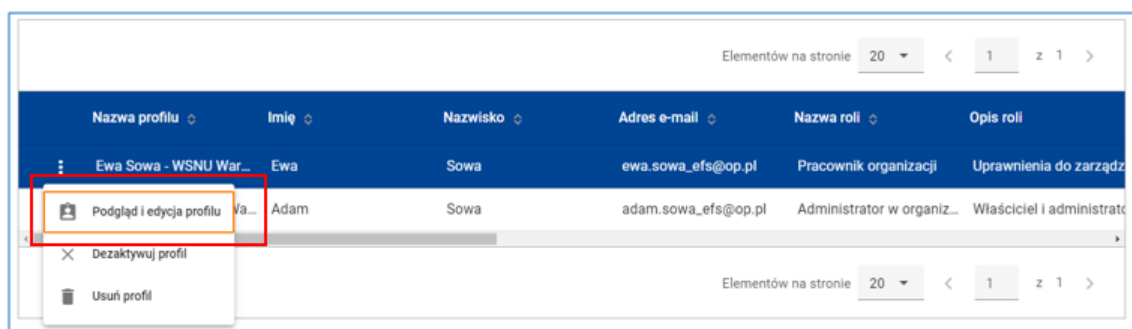 Elementów na stronie 20 1 z 1
Nazwa profilu Imię Nazwisko Adres e-mail Nazwa roli Opis roli
Ewa Sowa - WSNU War... Ewa Sowa ewa.sowa_efs@op.pl Pracownik organizacji Uprawnienia do zarządz
Podgląd i edycja profilu Wa... Adam Sowa adam.sowa_efs@op.pl Administrator w organiz... Właściciel i administrato
Dezaktywuj profil
Usuń profil Elementów na stronie 20 1 z 1